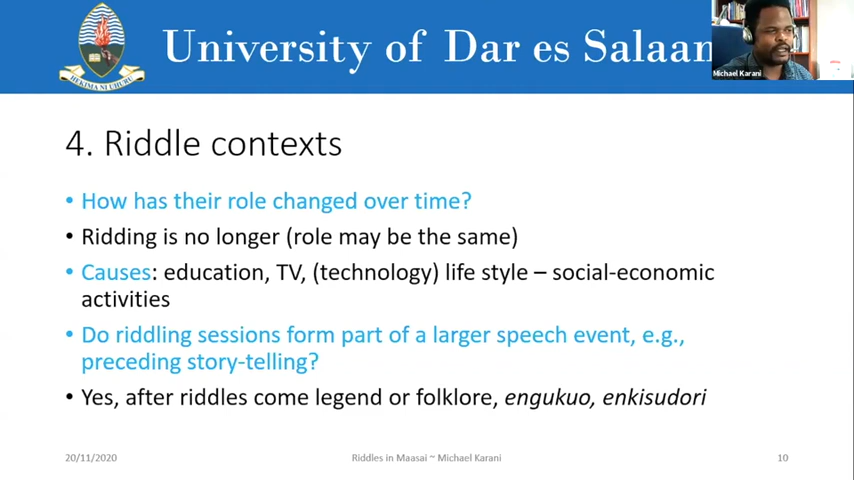 University of Dar es Salaam
Michael Karani
HEKIMA NI UHURU
4. Riddle contexts
• How has their role changed over time?
• Ridding is no longer (role may be the same)
• Causes: education, TV, (technology) life style – social-economic
activities
• Do riddling sessions form part of a larger speech event, e.g.,
preceding story-telling?
• Yes, after riddles come legend or folklore, engukuo, enkisudori
20/11/2020
Riddles in Maasai ~ Michael Karani
10